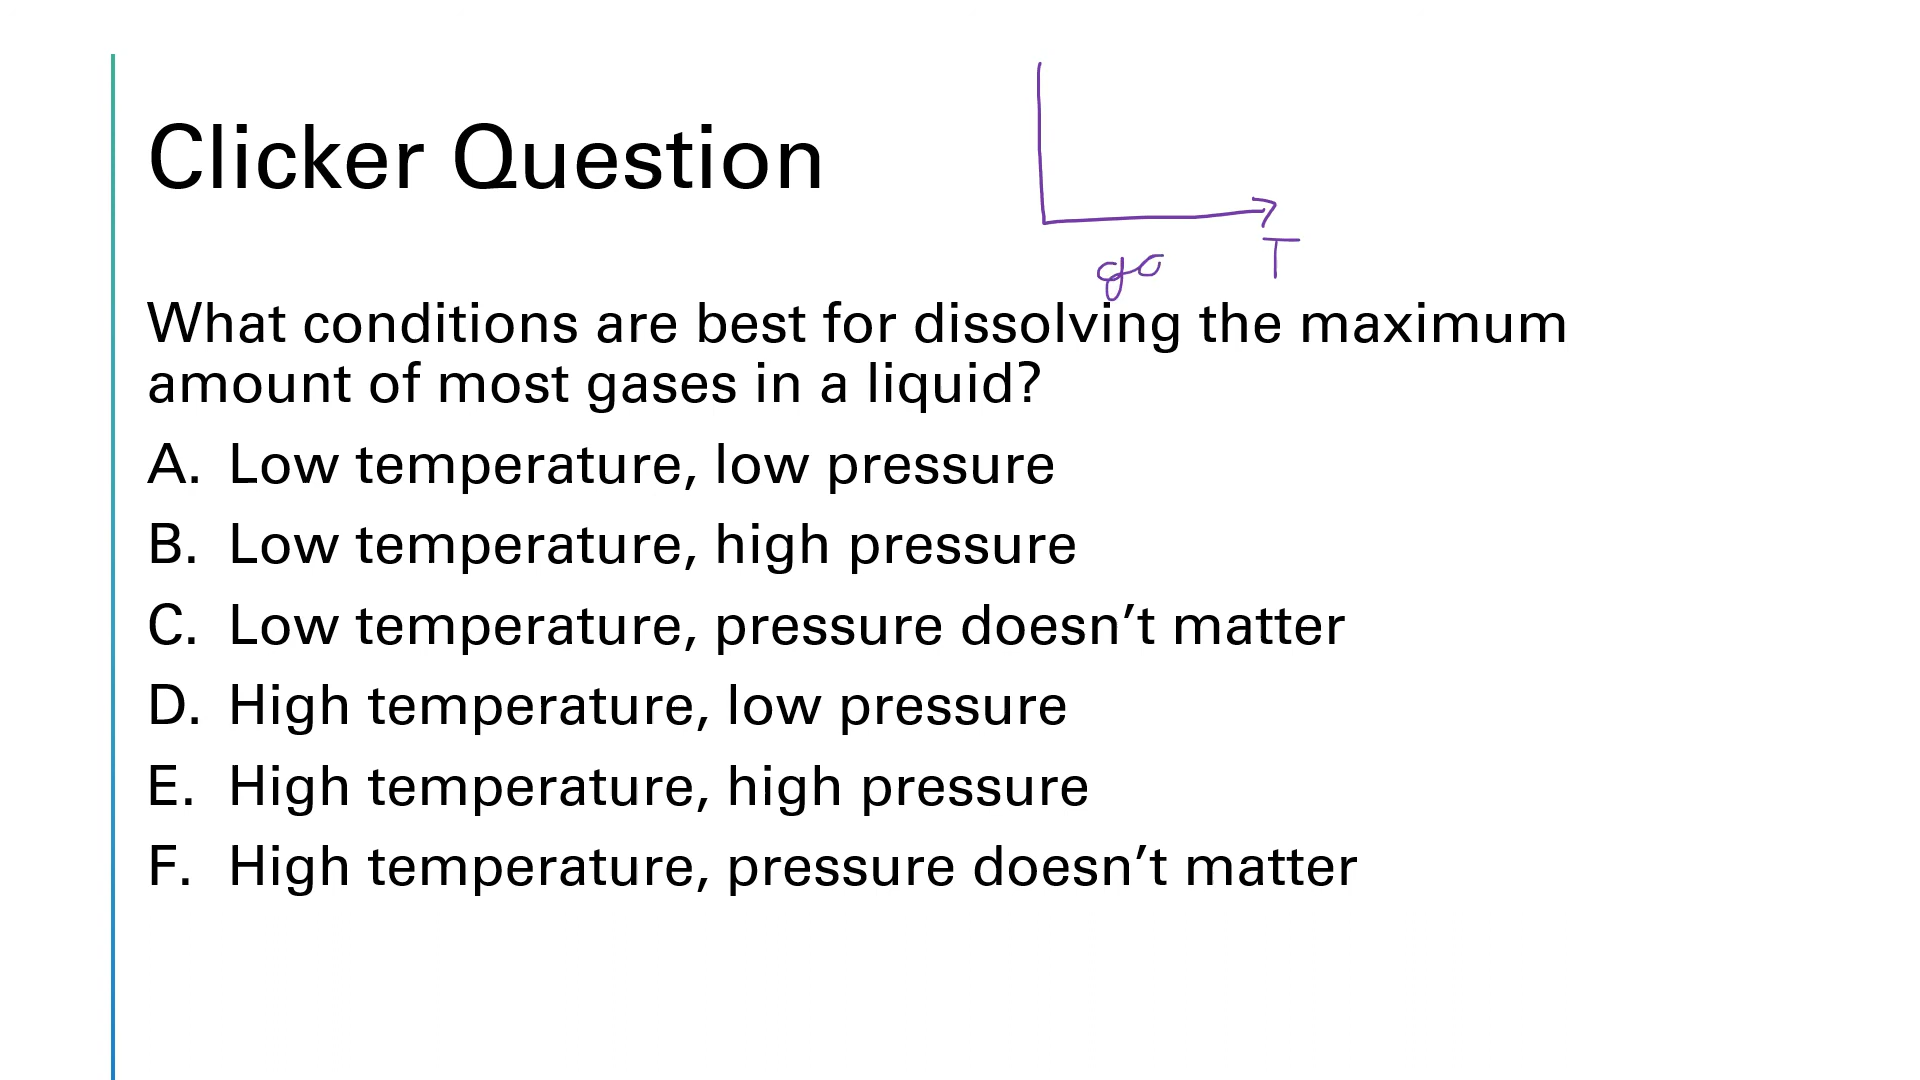 Clicker Question
T
go
What conditions are best for dissolving the maximum
amount of most gases in a liquid?
A. Low temperature, low pressure
B. Low temperature, high pressure
C. Low temperature, pressure doesn’t matter
D. High temperature, low pressure
E. High temperature, high pressure
F. High temperature, pressure doesn’t matter